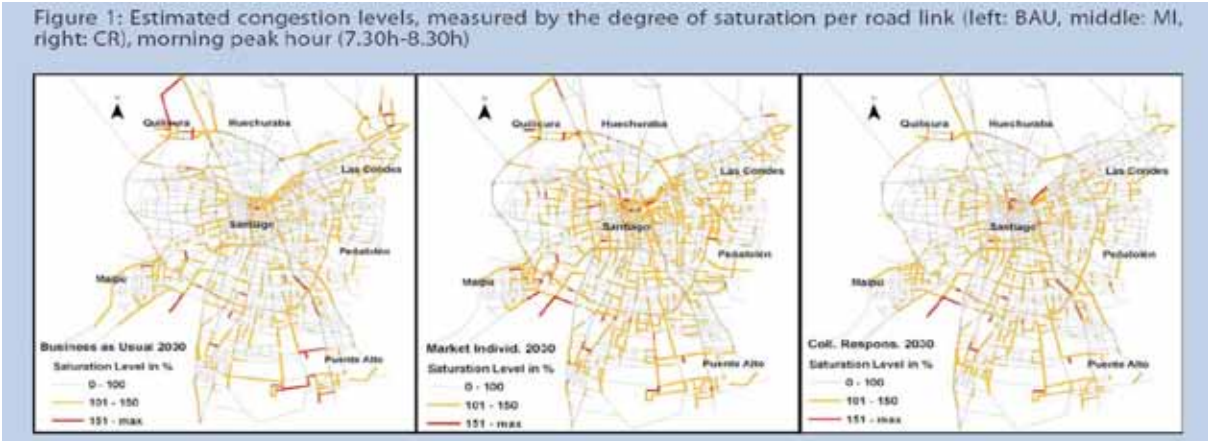 Figure 1: Estimated congestion levels, measured by the degree of saturation per road link (left: BAU, middle: MI,
right: CR), morning peak hour (7.30h-8.30h)
Quilicura Huechuraba
Las Condes
Santiago
Peñalolén
Maipu
Puente Alto
Business as Usual 2030
Saturation Level in %
0 - 100
101 - 150
151 - max
Quilicura Huechuraba
Las Condes
Santiago
Peñalolén
Maipu
Puente Alto
Market Individ. 2030
Saturation Level in %
0 - 100
101 - 150
151 - max
Quilicura Huechuraba
Las Condes
Santiago
Peñalolén
Maipu
Puente Alto
Coll. Respons. 2030
Saturation Level in %
0 - 100
101 - 150
151 - max